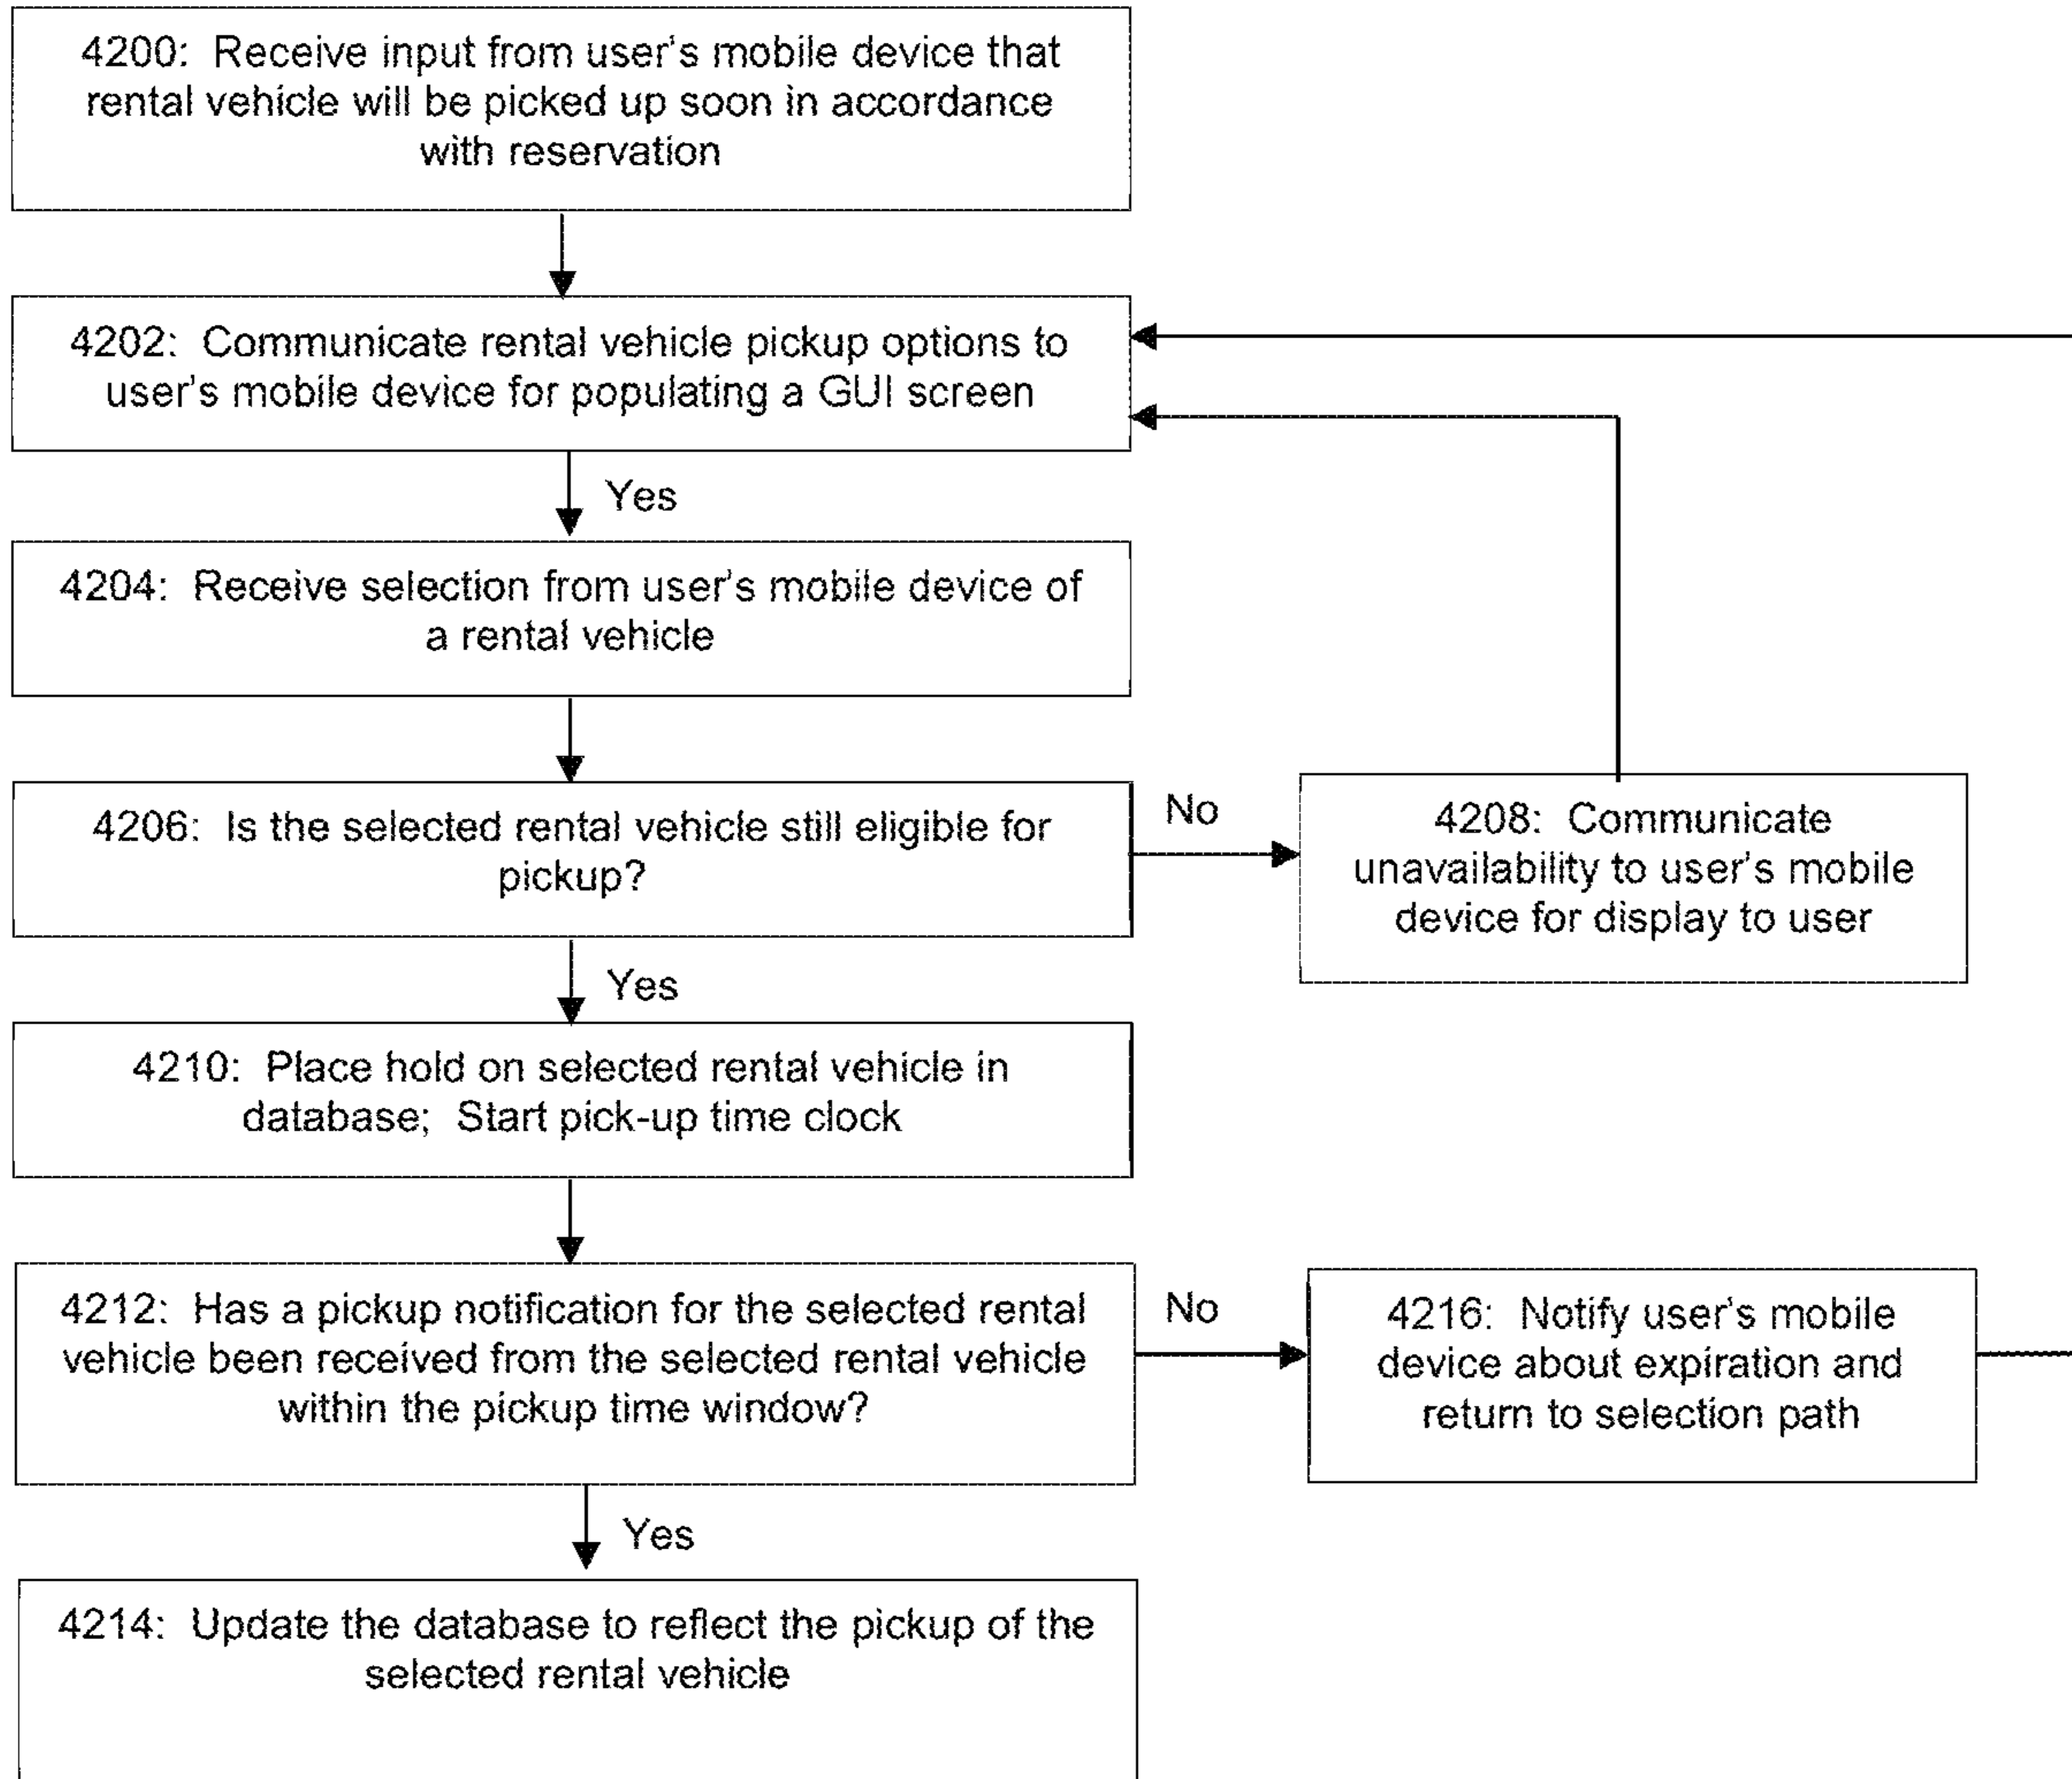 4200: Receive input from user's mobile device that
rental vehicle will be picked up soon in accordance
with reservation
4202: Communicate rental vehicle pickup options to
user's mobile device for populating a GUI screen
Yes
4204: Receive selection from user's mobile device of
a rental vehicle
4206: Is the selected rental vehicle still eligible for
pickup?
No
4208: Communicate
unavailability to user's mobile
device for display to user
Yes
4210: Place hold on selected rental vehicle in
database; Start pick-up time clock
4212: Has a pickup notification for the selected rental
vehicle been received from the selected rental vehicle
within the pickup time window?
No
4216: Notify user's mobile
device about expiration and
return to selection path
Yes
4214: Update the database to reflect the pickup of the
selected rental vehicle